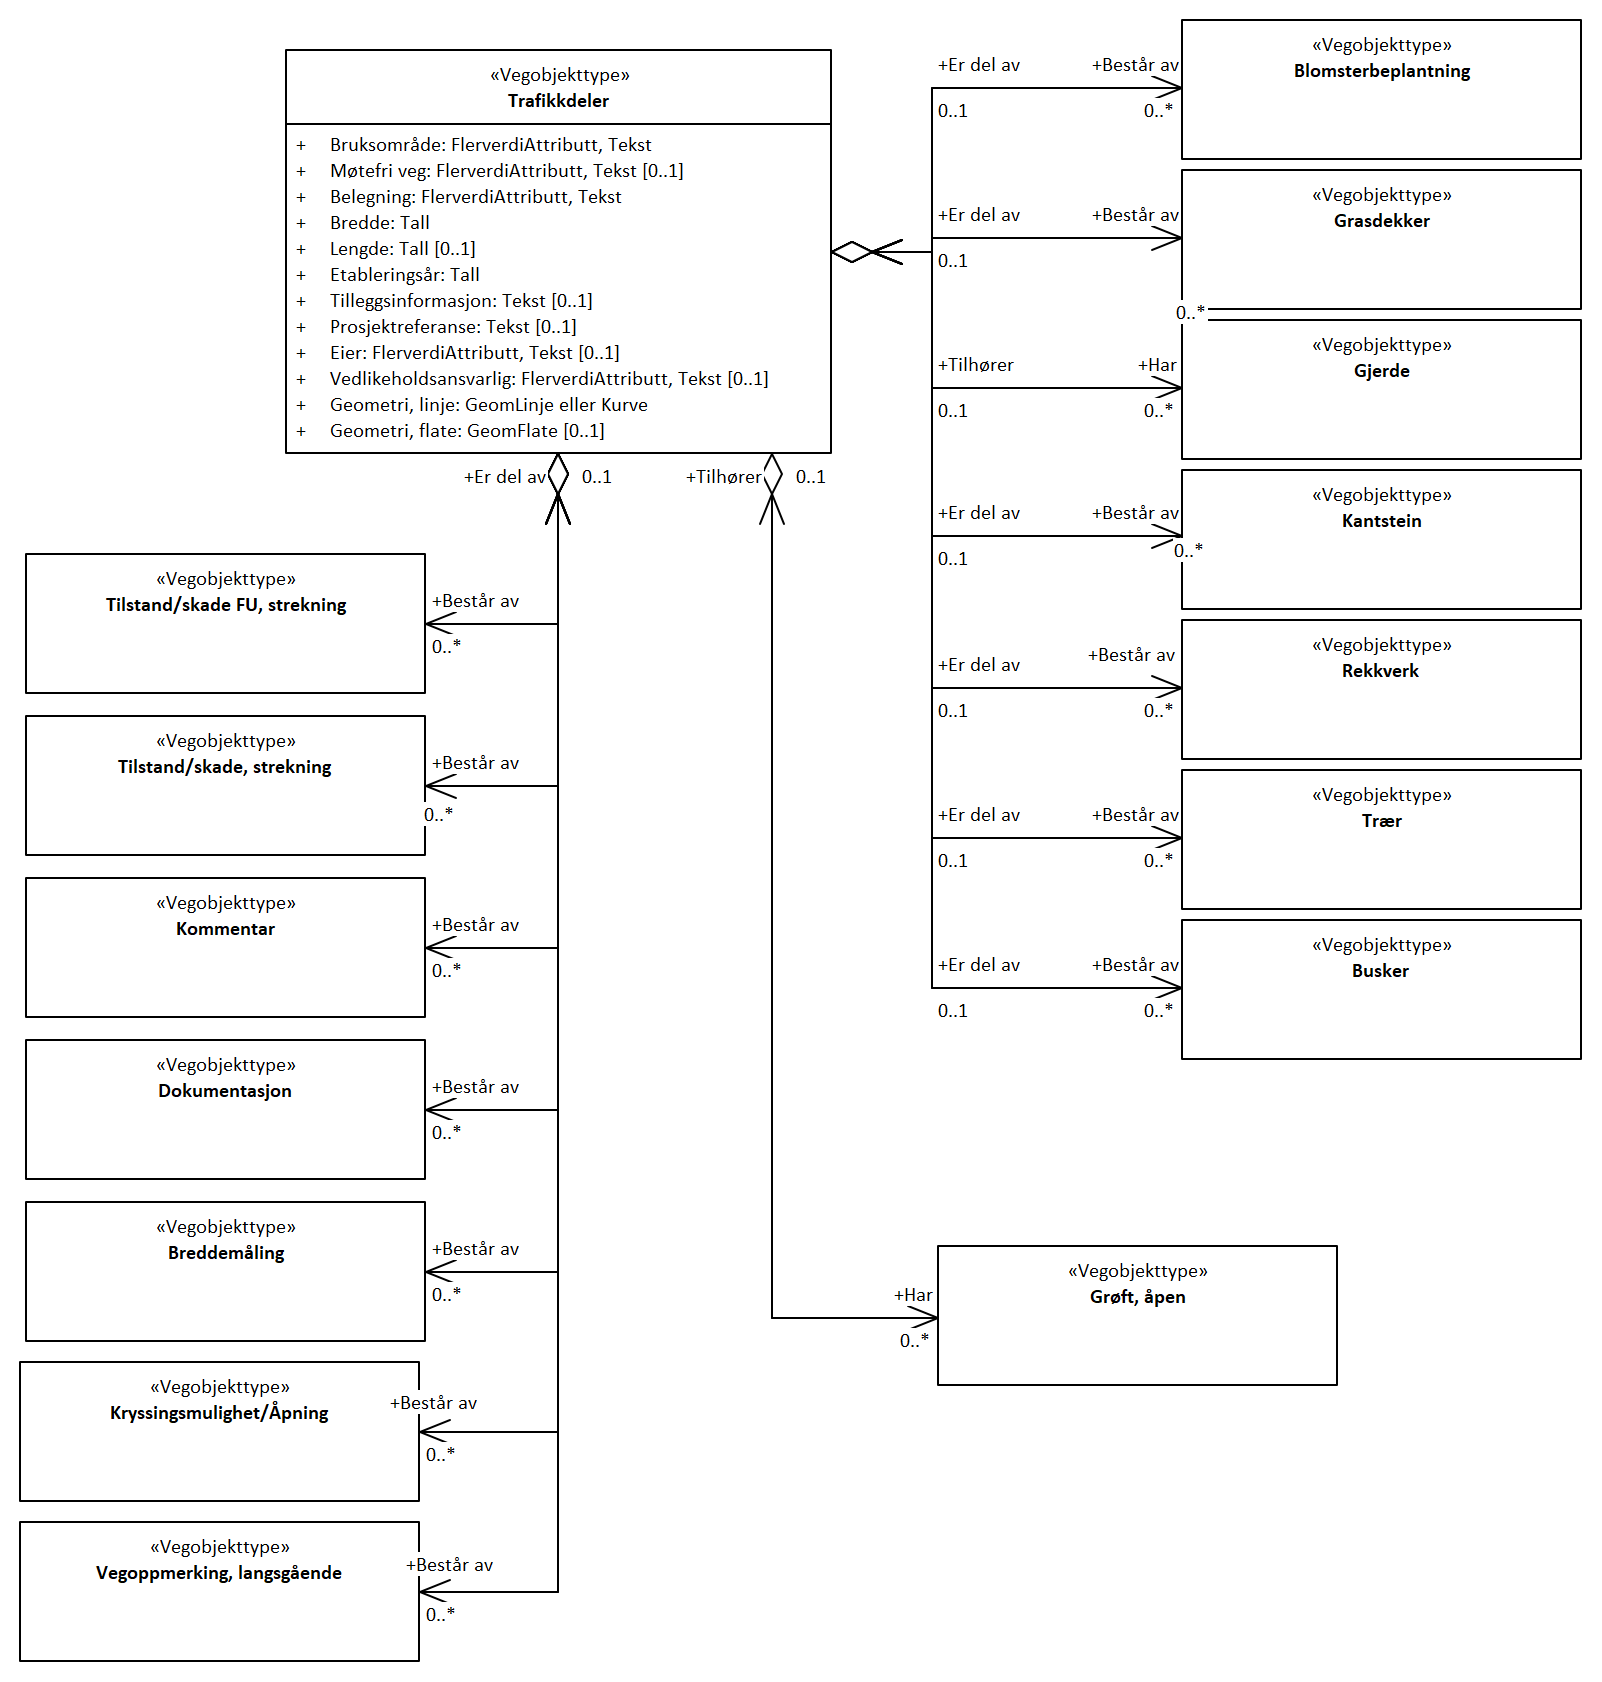 «Vegobjekttype»
Trafikkdeler
+ Bruksområde: FlerverdiAttributt, Tekst
+ Møtefri veg: FlerverdiAttributt, Tekst [0..1]
+ Belegning: FlerverdiAttributt, Tekst
+ Bredde: Tall
+ Lengde: Tall [0..1]
+ Etableringsår: Tall
+ Tilleggsinformasjon: Tekst [0..1]
+ Prosjektreferanse: Tekst [0..1]
+ Eier: FlerverdiAttributt, Tekst [0..1]
+ Vedlikeholdsansvarlig: FlerverdiAttributt, Tekst [0..1]
+ Geometri, linje: GeomLinje eller Kurve
+ Geometri, flate: GeomFlate [0..1]
+Er del av 0..1
+Tilhører 0..1
+Er del av +Består av
0..1 0..*
«Vegobjekttype»
Blomsterbeplantning
+Er del av +Består av
0..1
0..*
«Vegobjekttype»
Grasdekker
+Tilhører +Har
0..1 0..*
«Vegobjekttype»
Gjerde
+Er del av +Består av
0..1 0..*
«Vegobjekttype»
Kantstein
+Er del av +Består av
0..1 0..*
«Vegobjekttype»
Rekkverk
+Er del av +Består av
0..1 0..*
«Vegobjekttype»
Trær
+Er del av +Består av
0..1 0..*
«Vegobjekttype»
Busker
«Vegobjekttype»
Tilstand/skade FU, strekning
+Består av
0..*
«Vegobjekttype»
Tilstand/skade, strekning
+Består av
0..*
«Vegobjekttype»
Kommentar
+Består av
0..*
«Vegobjekttype»
Dokumentasjon
+Består av
0..*
«Vegobjekttype»
Breddemåling
+Består av
0..*
«Vegobjekttype»
Kryssingsmulighet/Åpning
+Består av
0..*
«Vegobjekttype»
Vegoppmerking, langsgående
+Består av
0..*
+Har
0..*
«Vegobjekttype»
Grøft, åpen